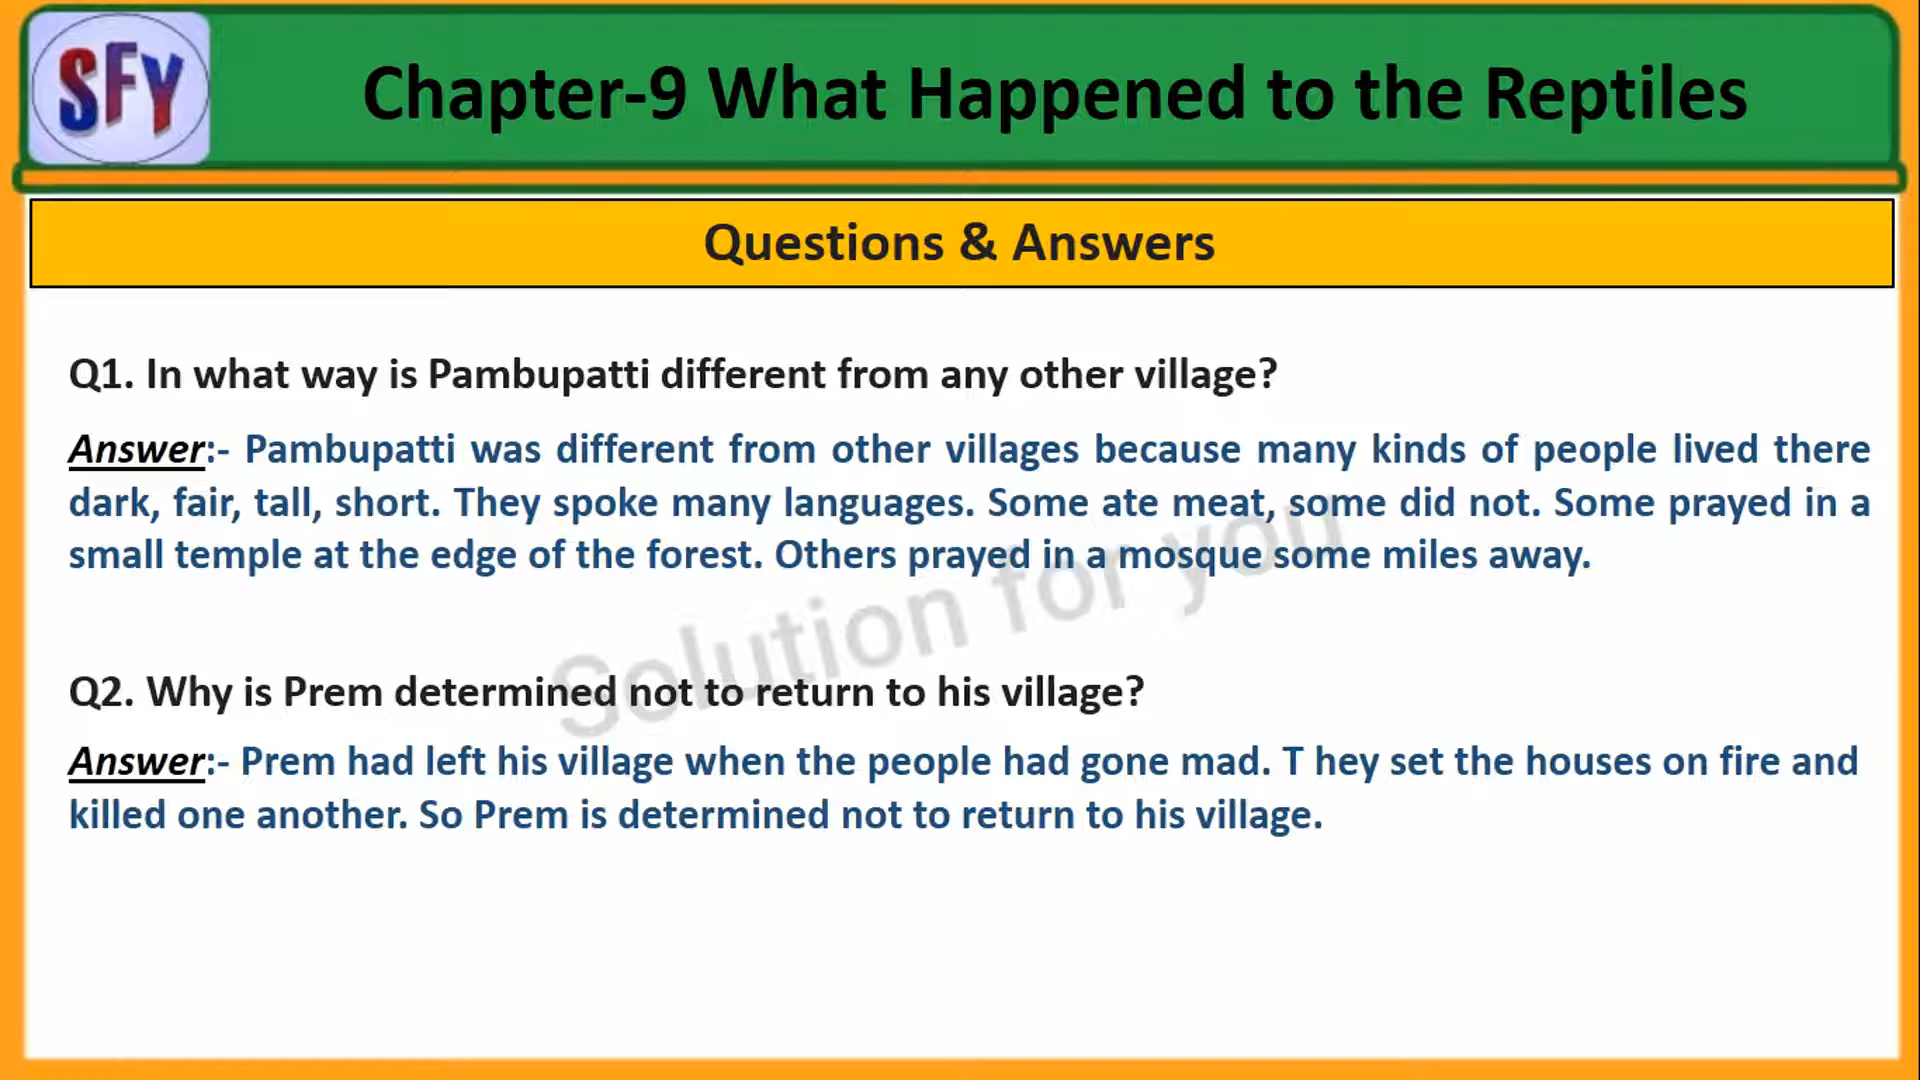 SFY
Chapter-9 What Happened to the Reptiles
Questions & Answers
Q1. In what way is Pambupatti different from any other village?
Answer:- Pambupatti was different from other villages because many kinds of people lived there
dark, fair, tall, short. They spoke many languages. Some ate meat, some did not. Some prayed in a
small temple at the edge of the forest. Others prayed in a mosque some miles away.
Solution for you
Q2. Why is Prem determined not to return to his village?
Answer:- Prem had left his village when the people had gone mad. T hey set the houses on fire and
killed one another. So Prem is determined not to return to his village.